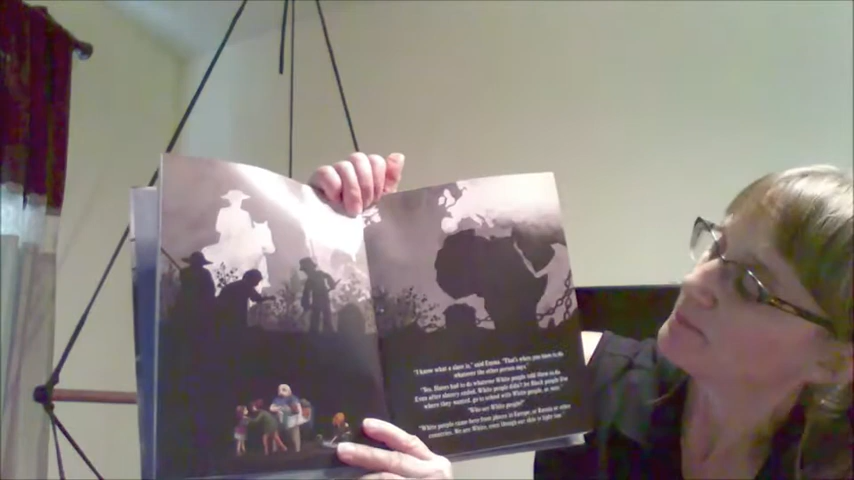 "I know what a slave is," said Emma. "That's when you have to do
whatever the other person says."
"Yes. Slaves had to do whatever White people told them to do.
Even after slavery ended, White people didn't let Black people live
where they wanted, go to school with White people, or vote."
"Who are White people?"
"White people came here from places in Europe, or Russia or other
countries. We are White, even though our skin is light tan."